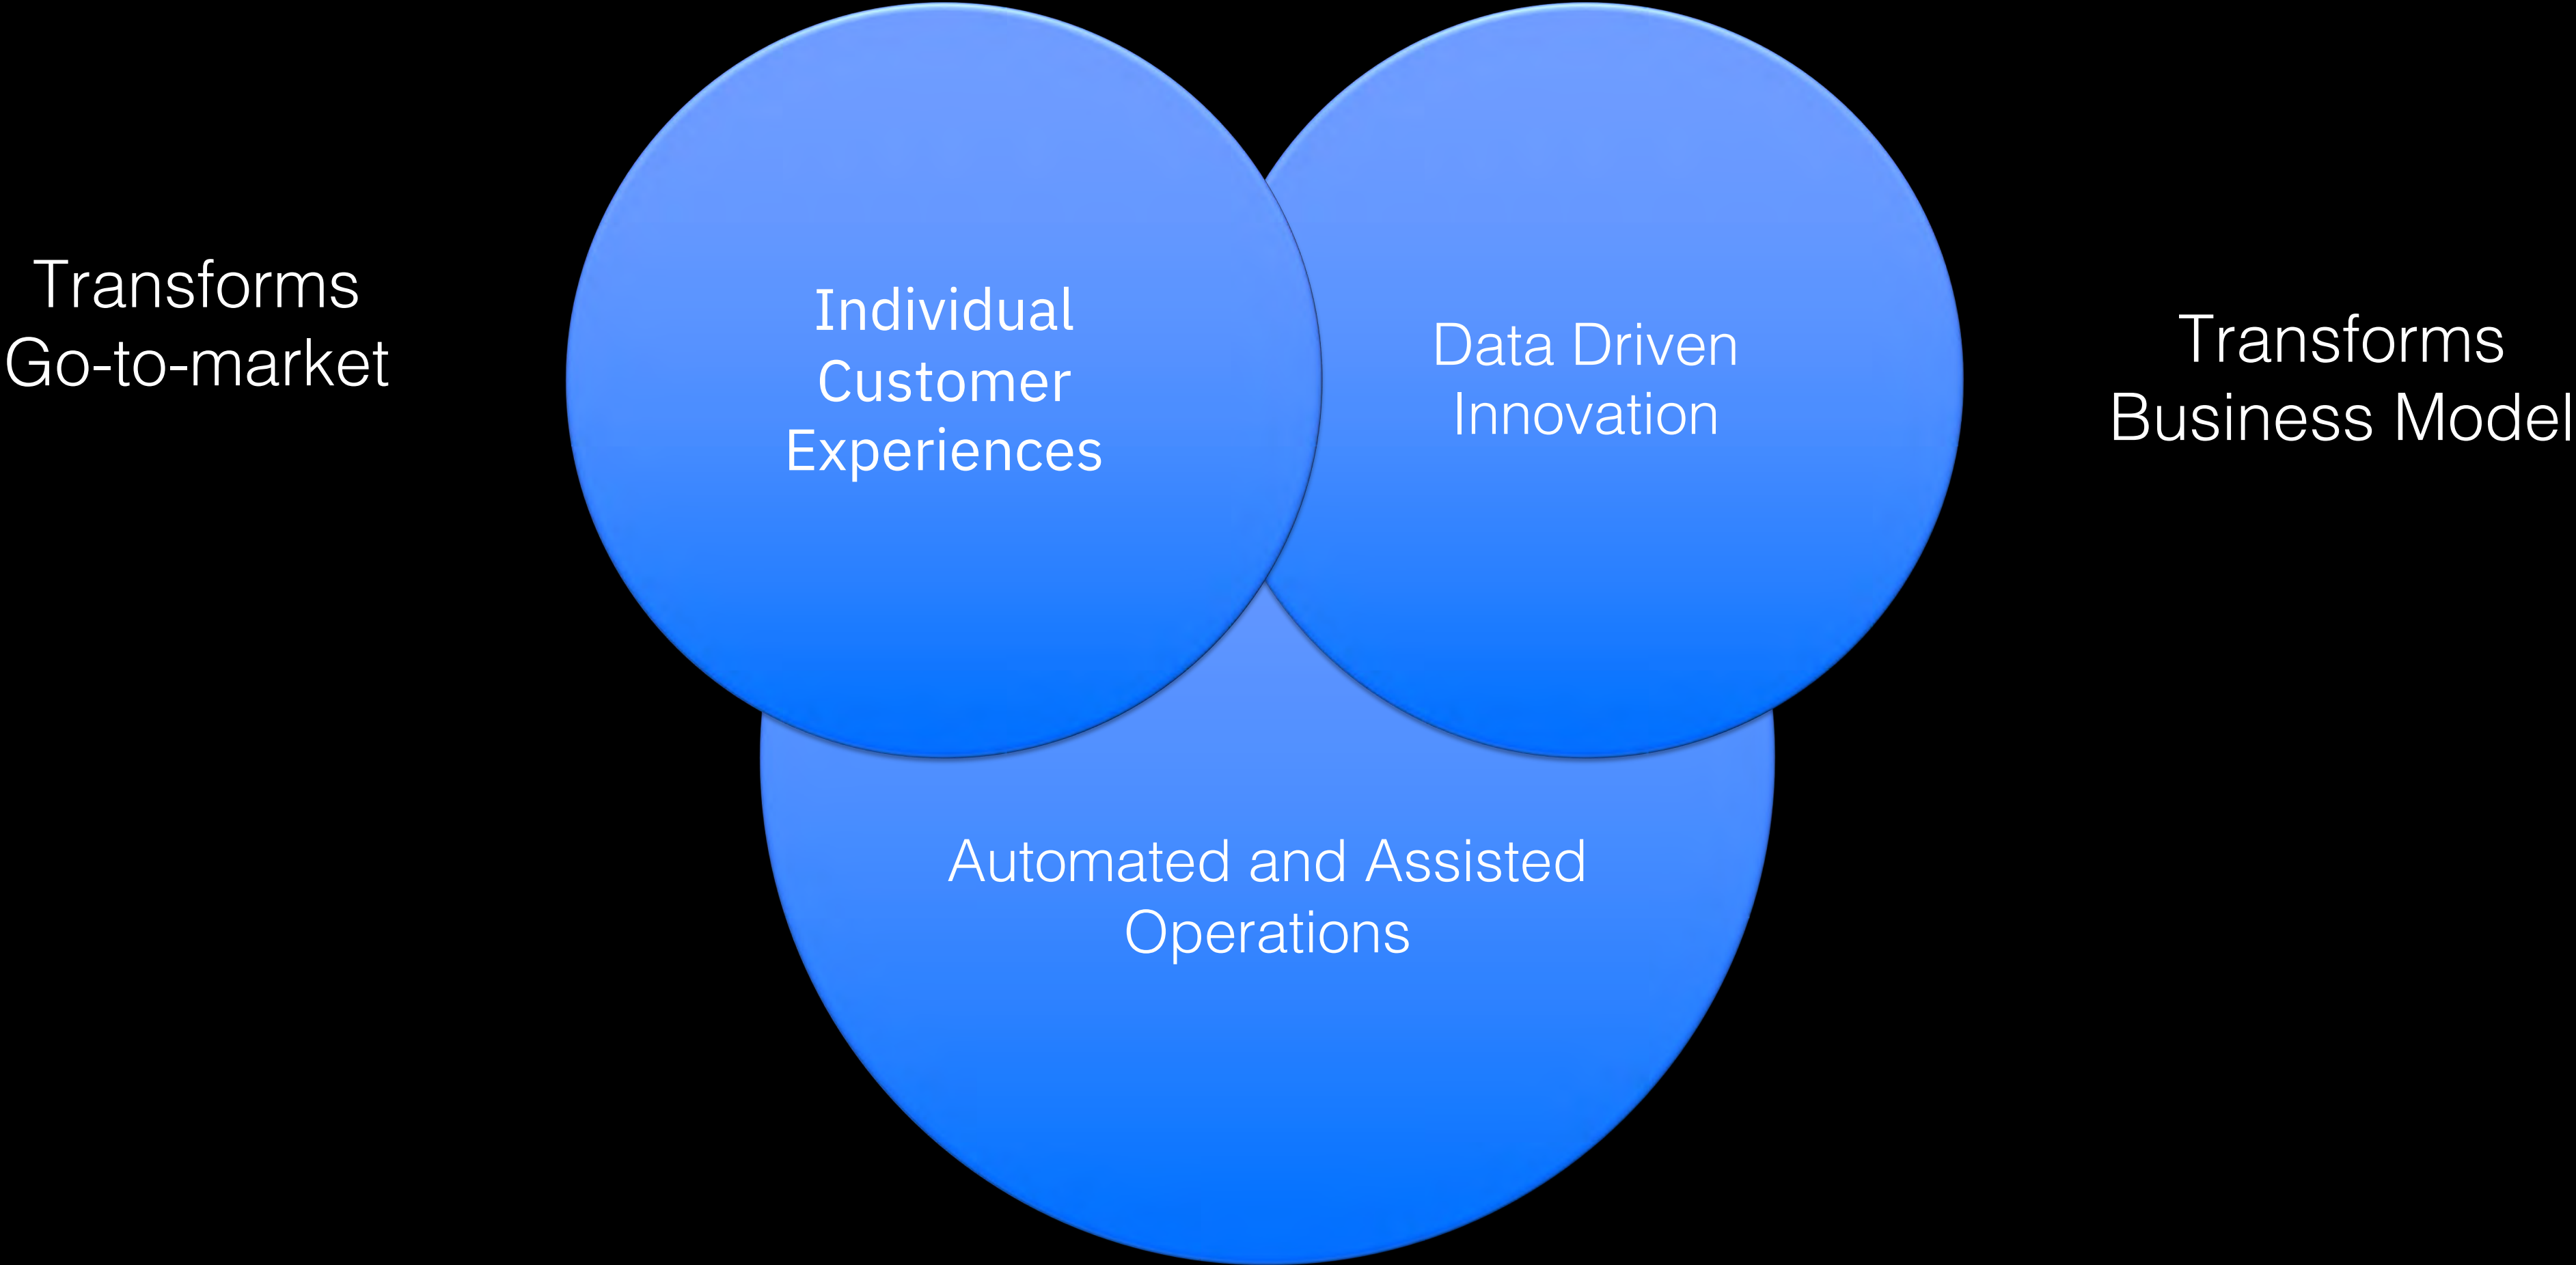 Transforms
Go-to-market
Individual
Customer
Experiences
Data Driven
Innovation
Transforms
Business Model
Automated and Assisted
Operations